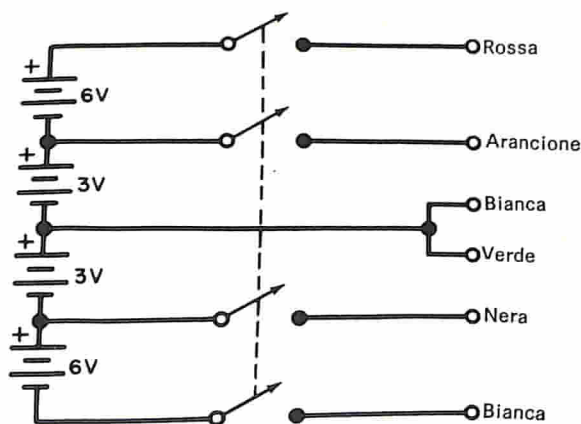 +
6V
Rossa
+
3V
Arancione
Bianca
+
3V
Verde
Nera
+
6V
Bianca